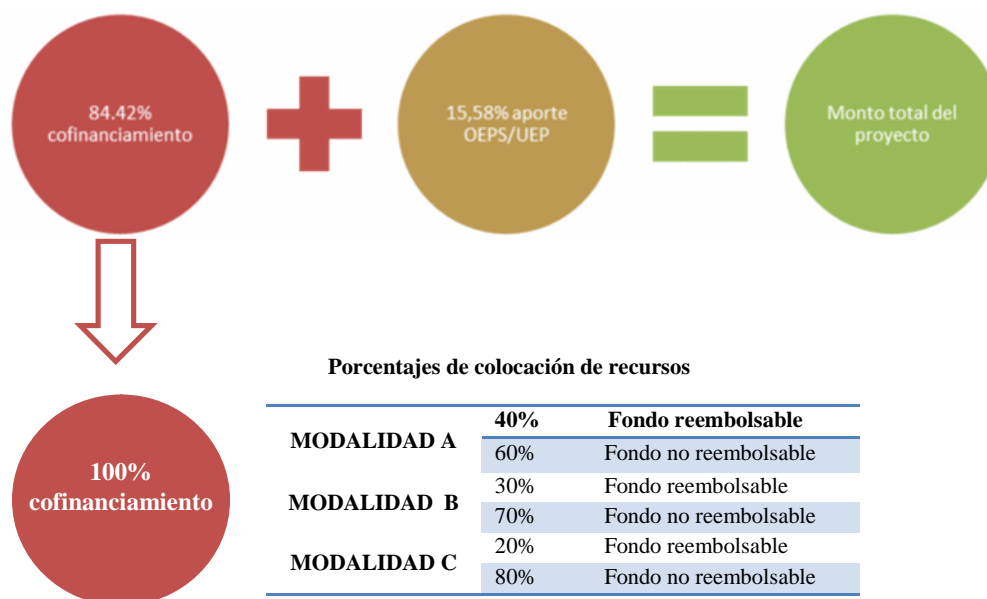 84.42%
cofinanciamiento
15,58% aporte
OEPS/UEP
Monto total del
proyecto
Porcentajes de colocación de recursos
100%
cofinanciamiento
MODALIDAD A
40% Fondo reembolsable
60% Fondo no reembolsable
MODALIDAD B
30% Fondo reembolsable
70% Fondo no reembolsable
MODALIDAD C
20% Fondo reembolsable
80% Fondo no reembolsable